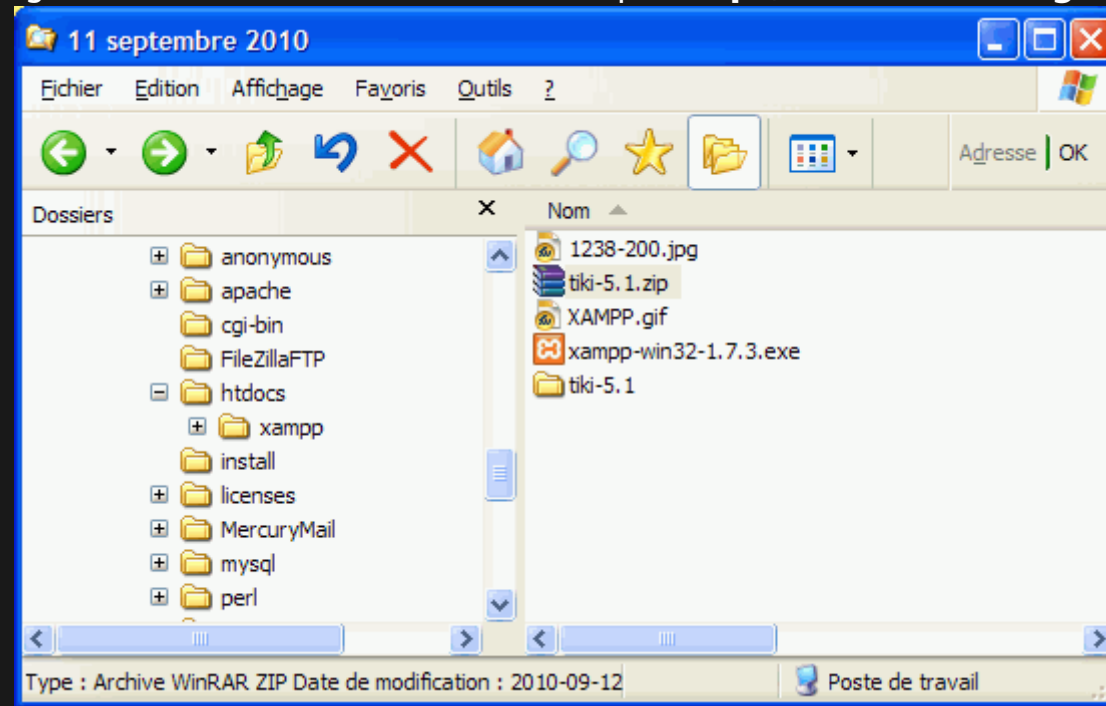 11 septembre 2010
Fichier Edition Affichage Favoris Outils ?
Adresse OK
Dossiers
Nom
anonymous
apache
cgi-bin
FileZillaFTP
htdocs
xampp
install
licenses
MercuryMail
mysql
perl
1238-200.jpg
tiki-5.1.zip
XAMPP.gif
xampp-win32-1.7.3.exe
tiki-5.1
Type : Archive WinRAR ZIP Date de modification : 2010-09-12
Poste de travail